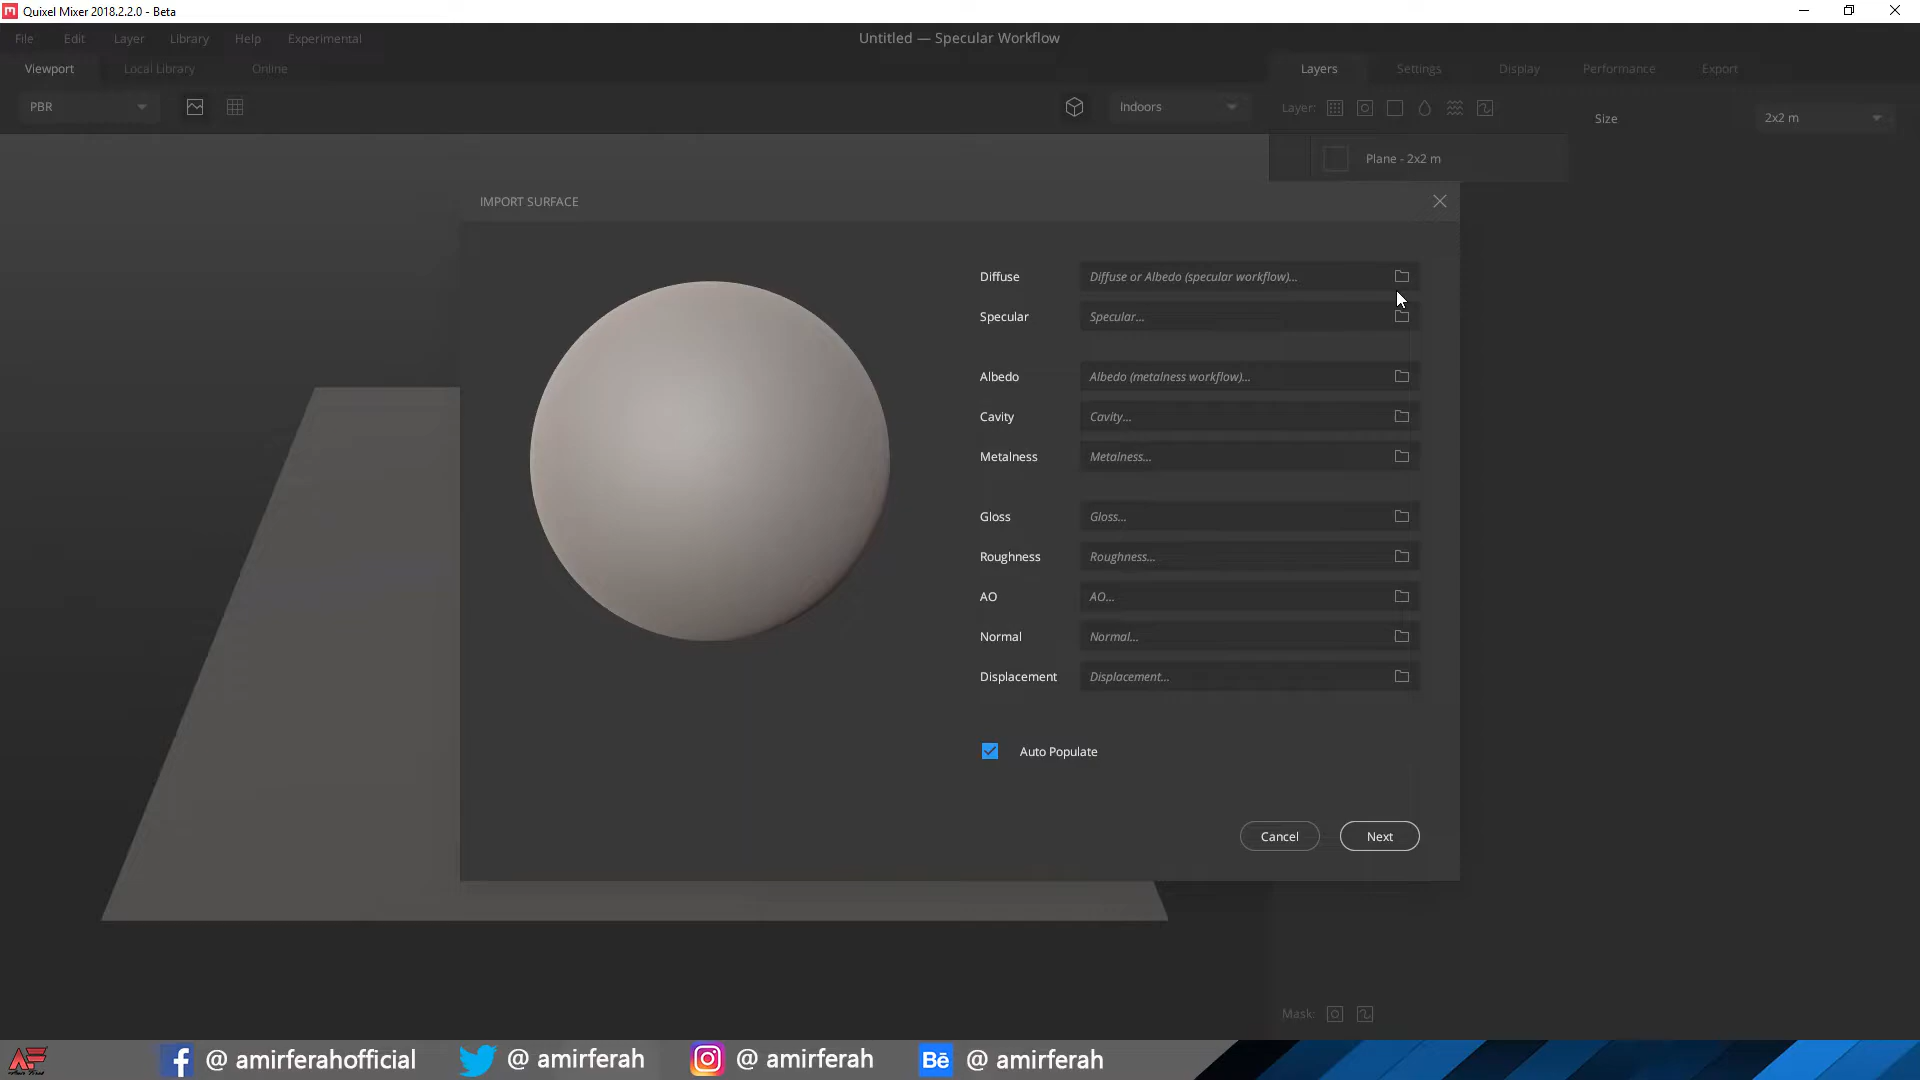 Quixel Mixer 2018.2.2.0 - Beta
File Edit Layer Library Help Experimental
Untitled — Specular Workflow
Viewport Local Library Online
Layers Settings Display Performance Export
PBR
Indoors
Layer:
Size
2x2 m
Plane - 2x2 m
IMPORT SURFACE
Diffuse Diffuse or Albedo (specular workflow)...
Specular Specular...
Albedo Albedo (metalness workflow)...
Cavity Cavity...
Metalness Metalness...
Gloss Gloss...
Roughness Roughness...
AO AO...
Normal Normal...
Displacement Displacement...
Auto Populate
Cancel Next
Mask:
@ amirferahofficial @ amirferah @ amirferah Bē @ amirferah